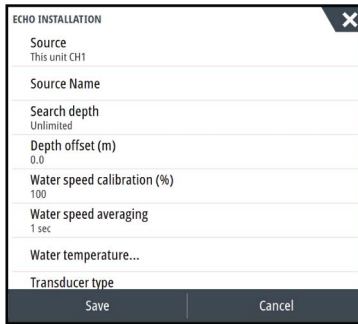 ECHO INSTALLATION
Source
This unit CH1
Source Name
Search depth
Unlimited
Depth offset (m)
0.0
Water speed calibration (%)
100
Water speed averaging
1 sec
Water temperature...
Transducer type
Save
Cancel